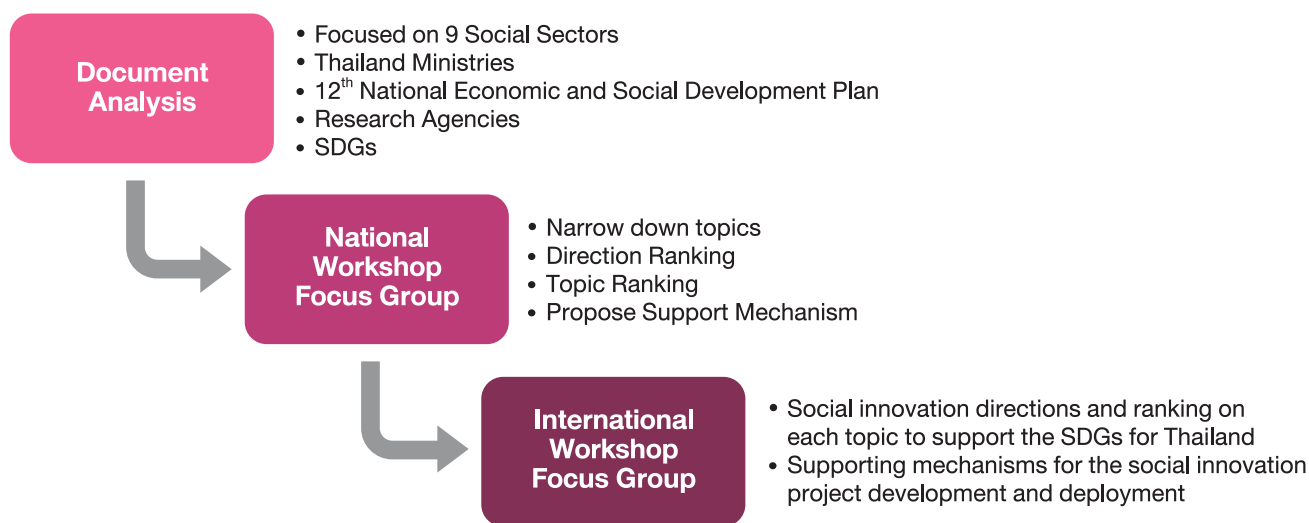 Document
Analysis
• Focused on 9 Social Sectors
• Thailand Ministries
• 12th National Economic and Social Development Plan
• Research Agencies
• SDGs
National
Workshop
Focus Group
• Narrow down topics
• Direction Ranking
• Topic Ranking
• Propose Support Mechanism
International
Workshop
Focus Group
• Social innovation directions and ranking on
each topic to support the SDGs for Thailand
• Supporting mechanisms for the social innovation
project development and deployment